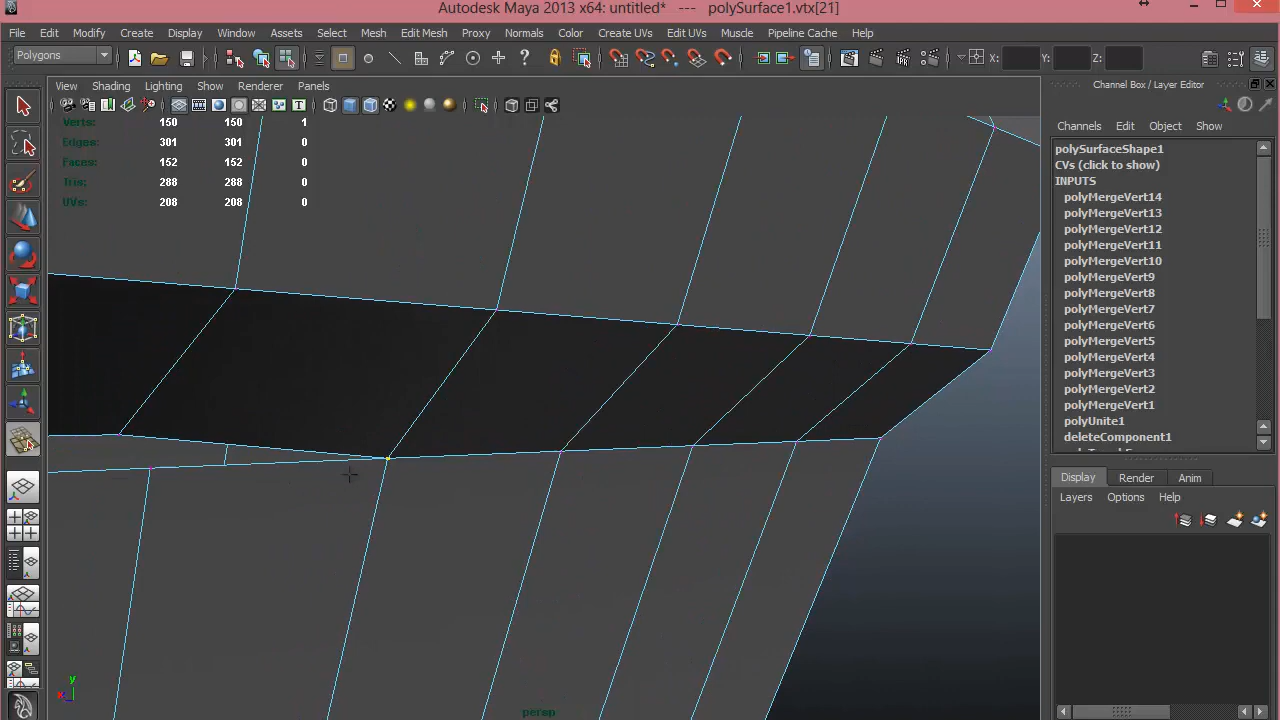 Autodesk Maya 2013 x64: untitled* --- polySurface1.vtx[21]
File Edit Modify Create Display Window Assets Select Mesh Edit Mesh Proxy Normals Color Create UVs Edit UVs Muscle Pipeline Cache Help
Polygons
X: Y: Z:
View Shading Lighting Show Renderer Panels
Channel Box / Layer Editor
Verts: 150 150 1
Edges: 301 301 0
Faces: 152 152 0
Tris: 288 288 0
UVs: 208 208 0
Channels Edit Object Show
polySurfaceShape1
CVs (click to show)
INPUTS
polyMergeVert14
polyMergeVert13
polyMergeVert12
polyMergeVert11
polyMergeVert10
polyMergeVert9
polyMergeVert8
polyMergeVert7
polyMergeVert6
polyMergeVert5
polyMergeVert4
polyMergeVert3
polyMergeVert2
polyMergeVert1
polyUnite1
deleteComponent1
Display Render Anim
Layers Options Help
y
x
persp